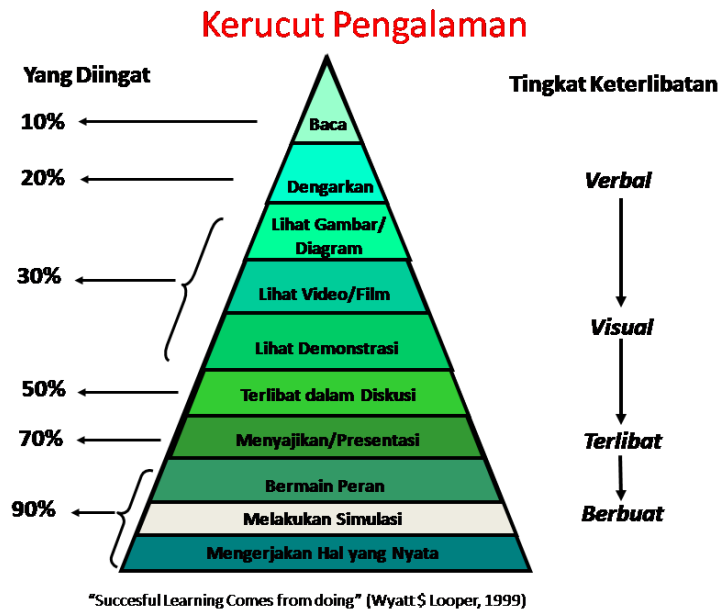 Kerucut Pengalaman
Yang Diingat
Tingkat Keterlibatan
10%
Baca
20%
Dengarkan
Verbal
Lihat Gambar/
Diagram
30%
Lihat Video/Film
Visual
Lihat Demonstrasi
50%
Terlibat dalam Diskusi
70%
Menyajikan/Presentasi
Terlibat
Bermain Peran
90%
Melakukan Simulasi
Berbuat
Mengerjakan Hal yang Nyata
“Succesful Learning Comes from doing” (Wyatt $ Looper, 1999)